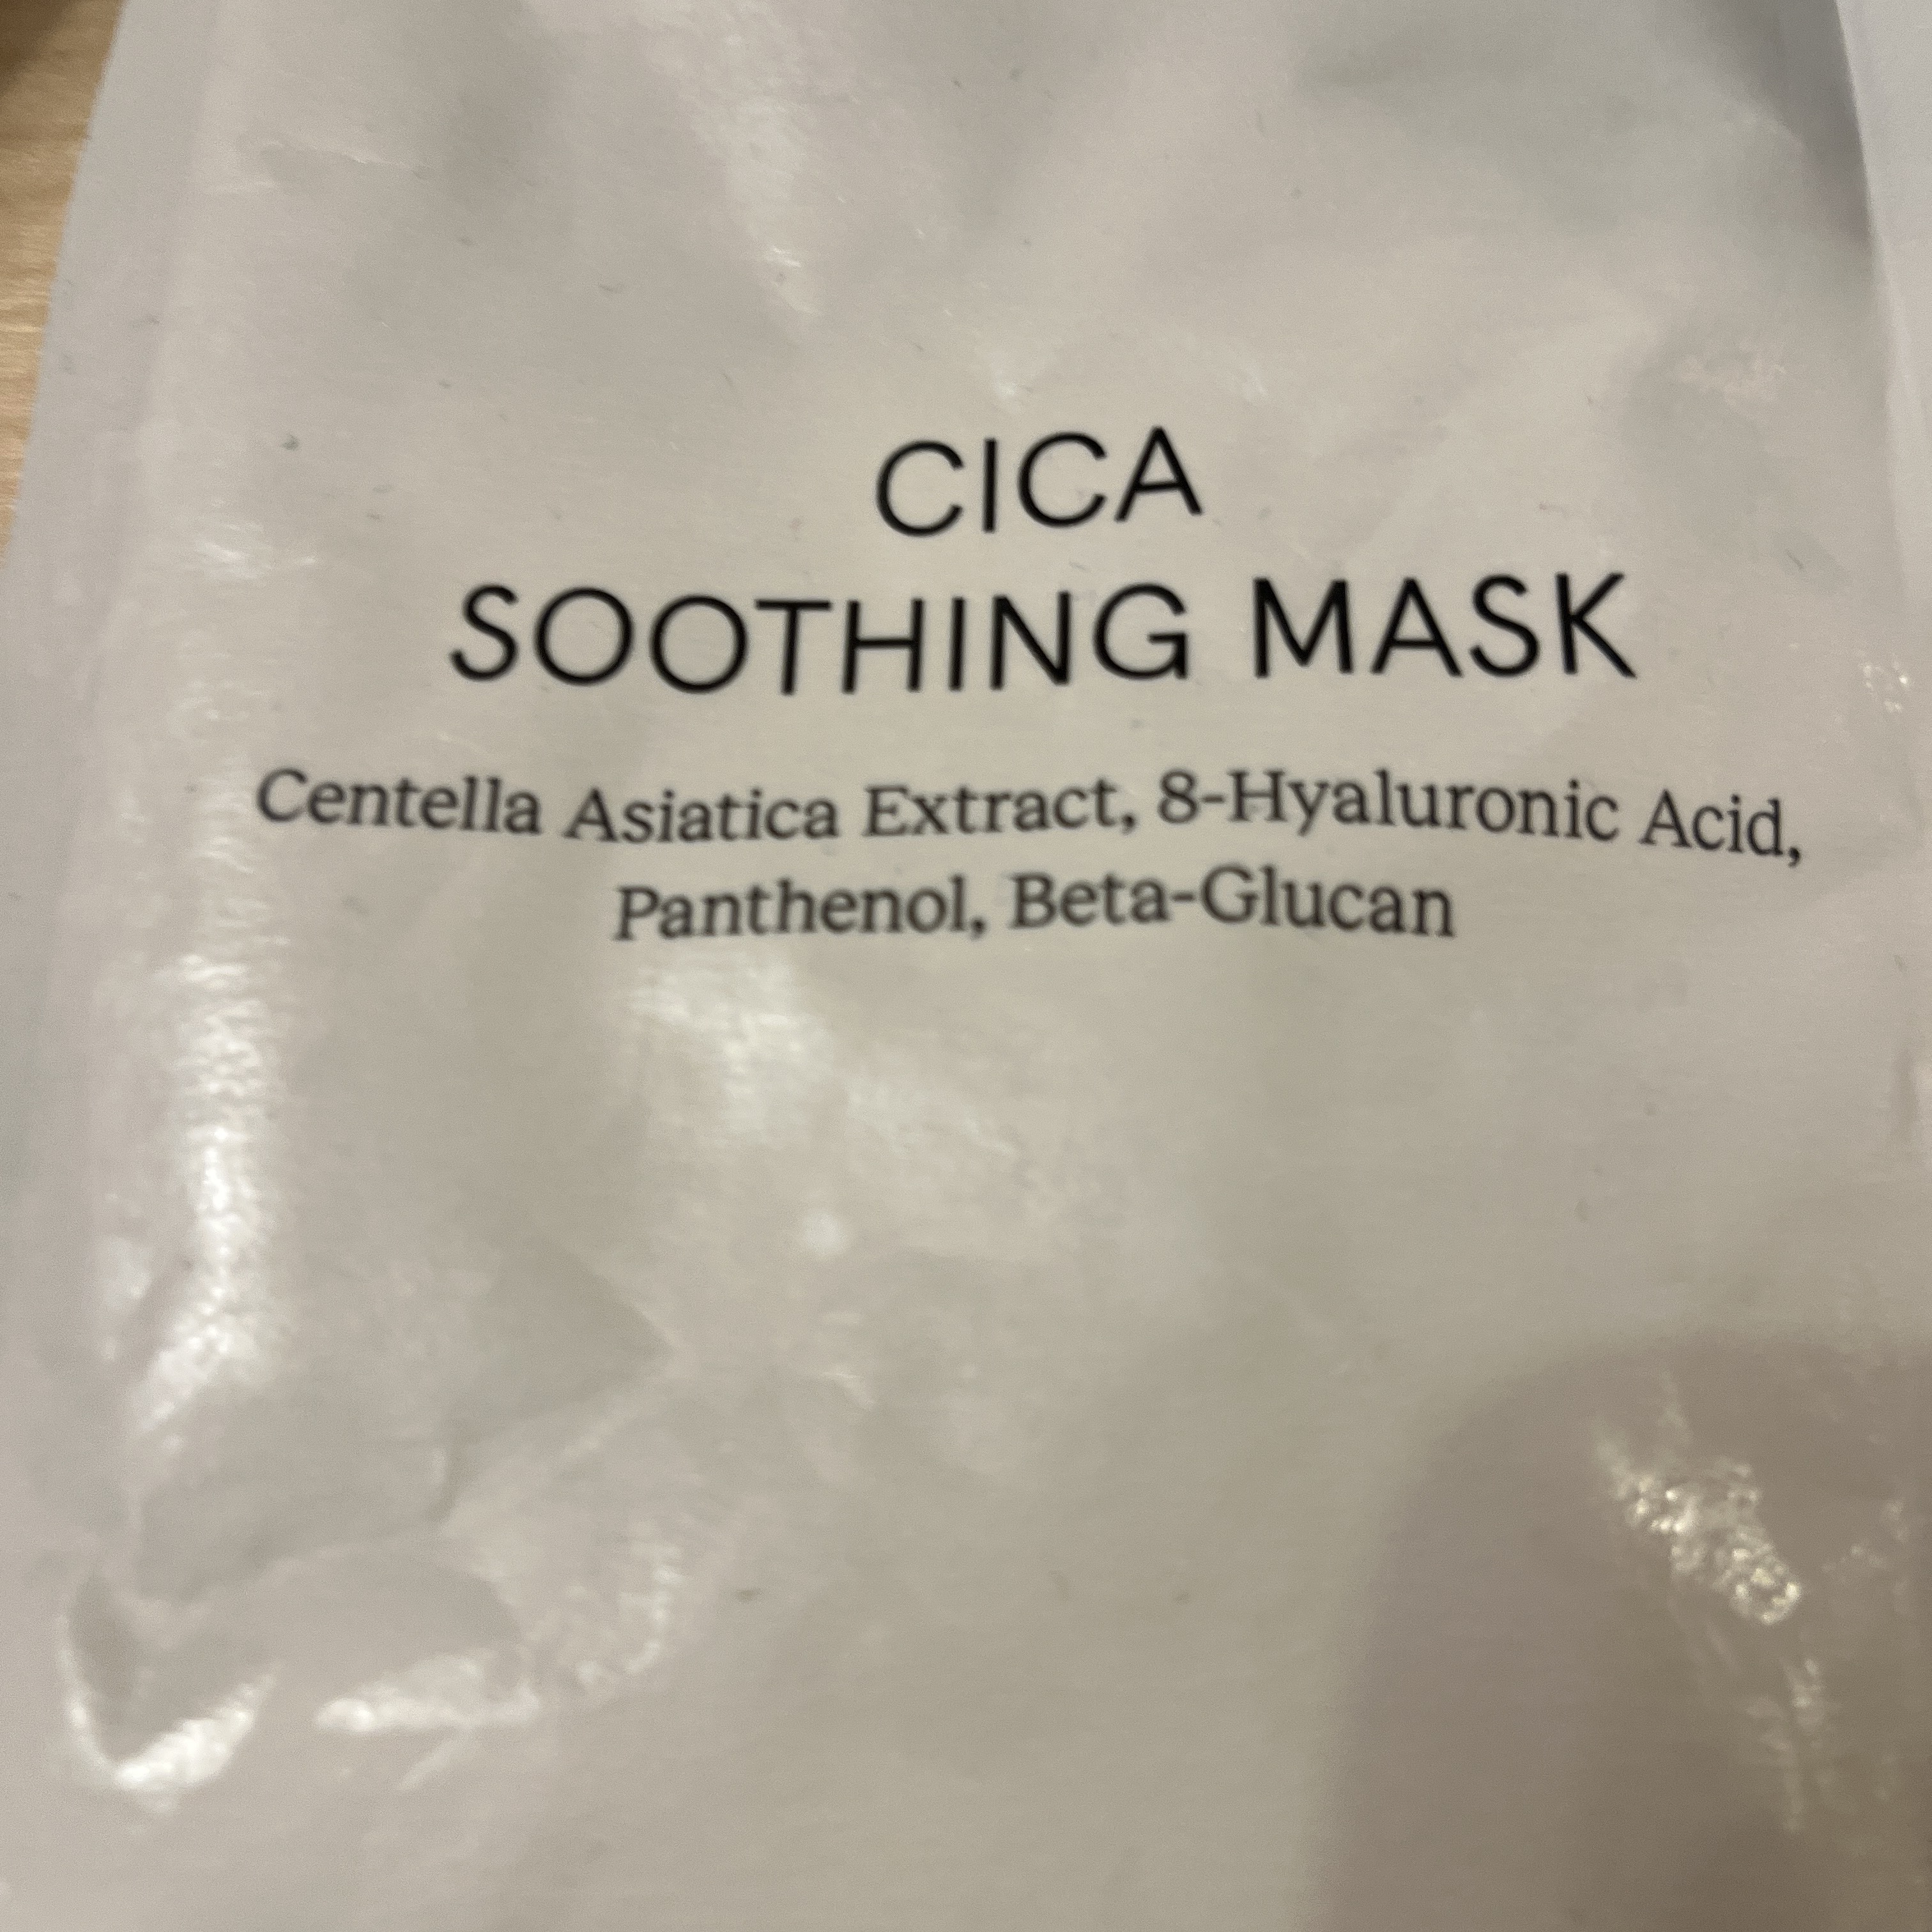 CICA
SOOTHING MASK
Centella Asiatica Extract, 8-Hyaluronic Acid,
Panthenol, Beta-Glucan